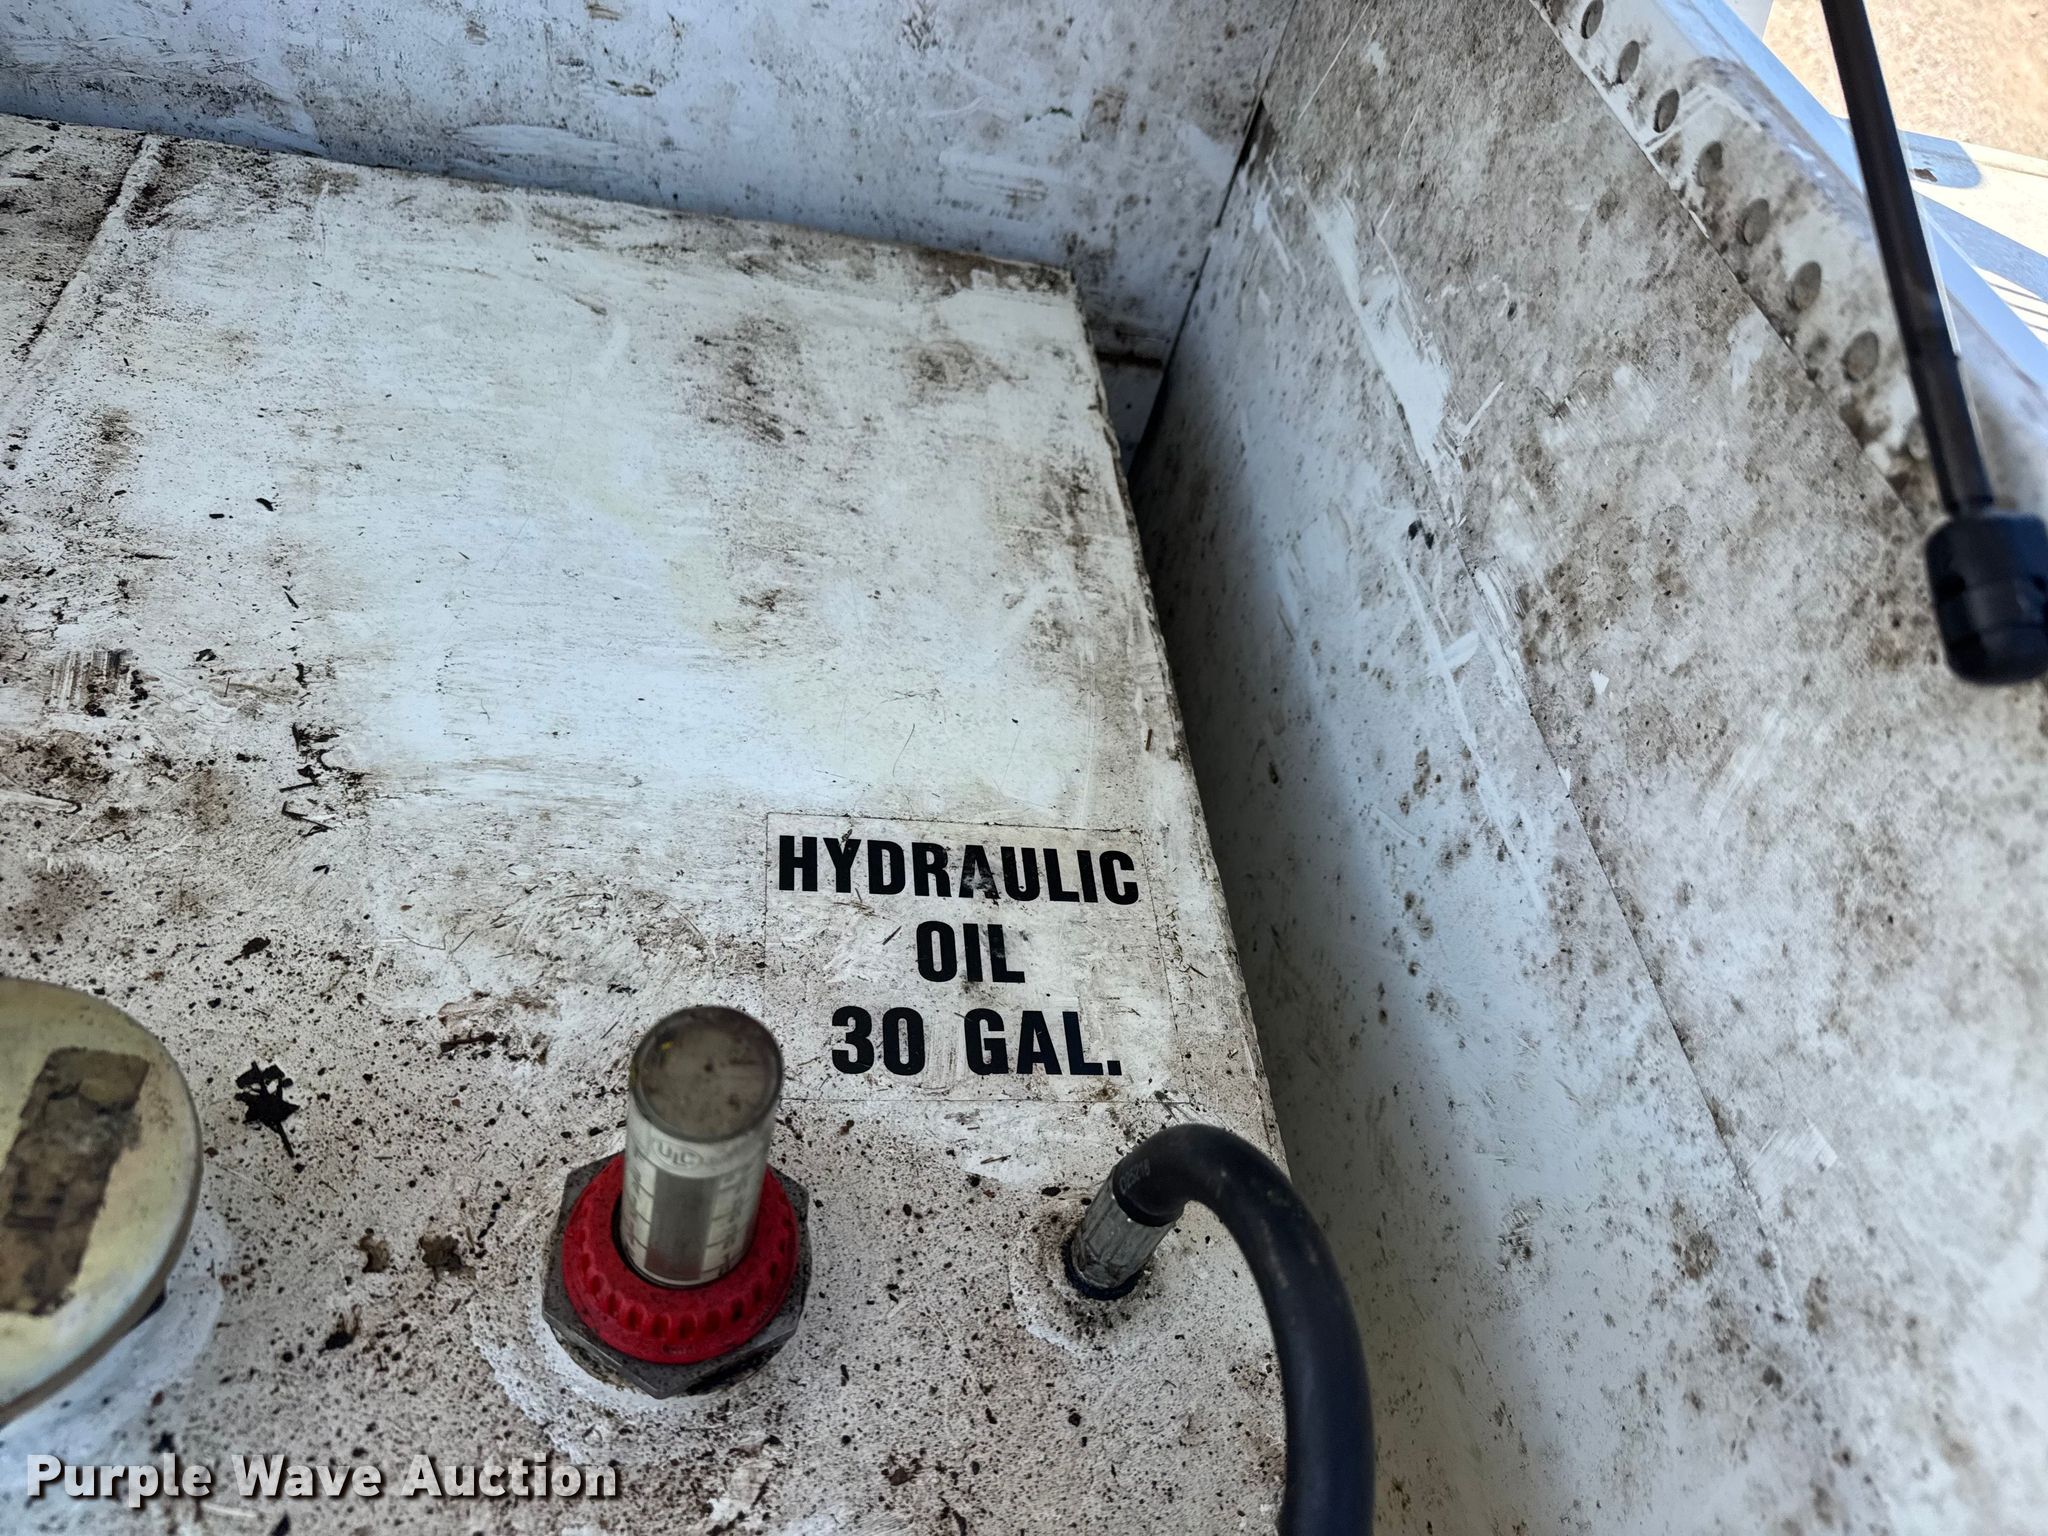 HYDRAULIC
OIL
30 GAL.
Purple Wave Auction